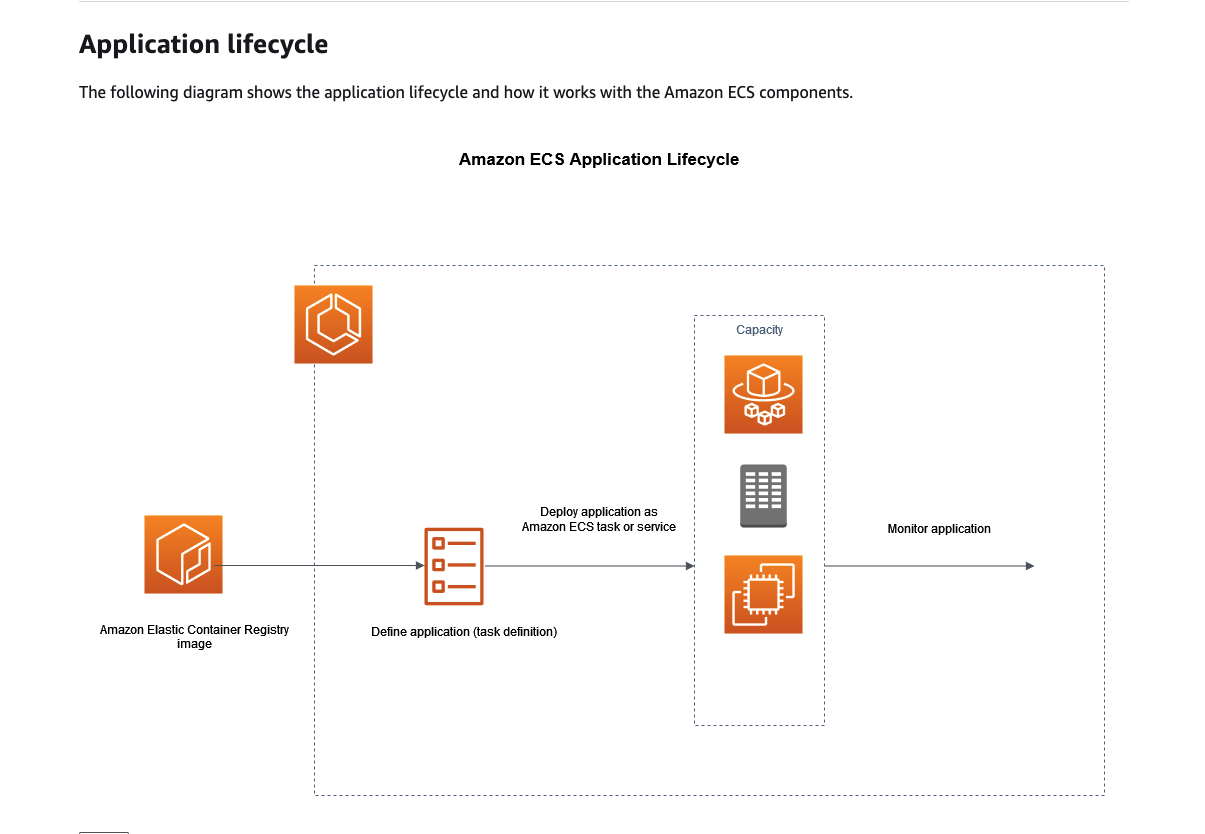 Application lifecycle
The following diagram shows the application lifecycle and how it works with the Amazon ECS components.
Amazon ECS Application Lifecycle
Capacity
Deploy application as
Amazon ECS task or service
Monitor application
Amazon Elastic Container Registry
image
Define application (task definition)